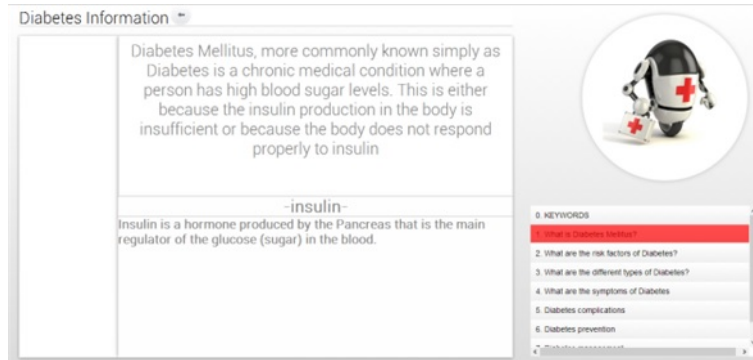 Diabetes Information
Diabetes Mellitus, more commonly known simply as
Diabetes is a chronic medical condition where a
person has high blood sugar levels. This is either
because the insulin production in the body is
insufficient or because the body does not respond
properly to insulin
-insulin-
Insulin is a hormone produced by the Pancreas that is the main
regulator of the glucose (sugar) in the blood.
0. KEYWORDS
1. What is Diabetes Mellitus?
2. What are the risk factors of Diabetes?
3. What are the different types of Diabetes?
4. What are the symptoms of Diabetes
5. Diabetes complications
6. Diabetes prevention
7. Diabetes management